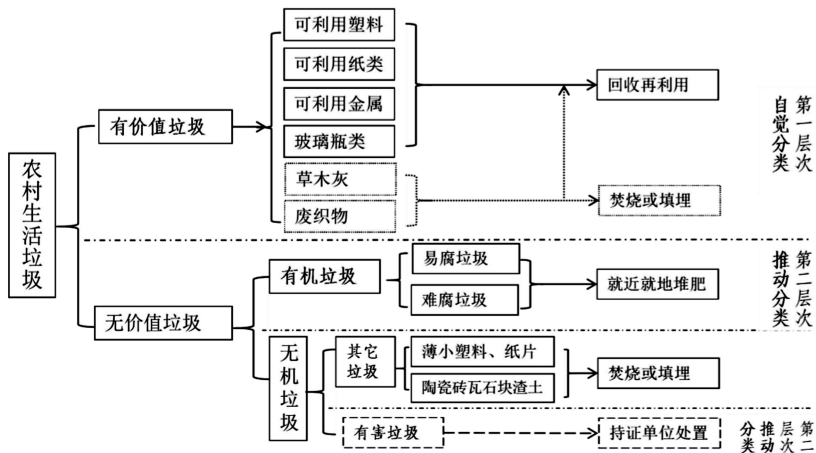 农村生活垃圾
有价值垃圾
可利用塑料
可利用纸类
可利用金属
玻璃瓶类
草木灰
废织物
回收再利用
焚烧或填埋
第一层次
自觉分类
无价值垃圾
有机垃圾
易腐垃圾
难腐垃圾
就近就地堆肥
第二层次
推动分类
无机垃圾
其它
垃圾
薄小塑料、纸片
陶瓷砖瓦石块渣土
焚烧或填埋
有害垃圾
持证单位处置
第二
层次
推动
分类